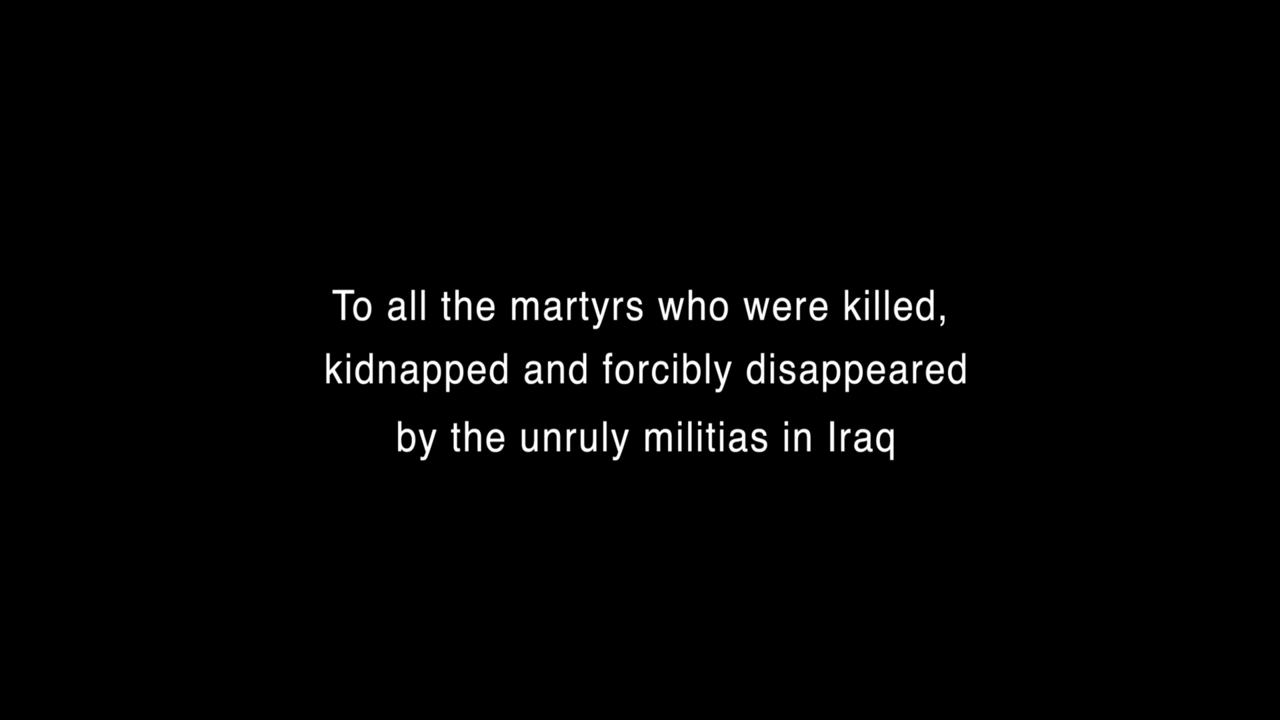 To all the martyrs who were killed,
kidnapped and forcibly disappeared
by the unruly militias in Iraq